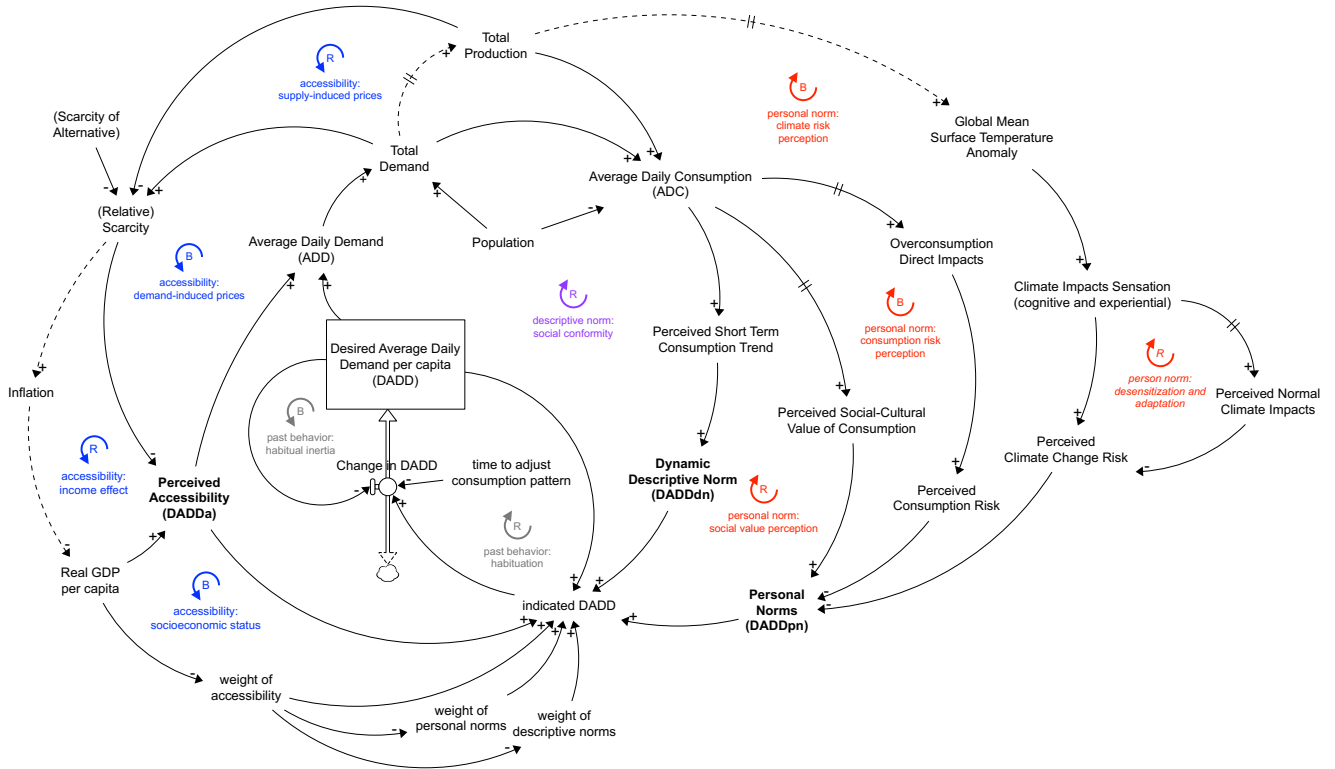 Total
Production
R
accessibility:
supply-induced prices
B
personal norm:
climate risk
perception
(Scarcity of
Alternative)
Global Mean
Surface Temperature
Anomaly
Total
Demand
Average Daily Consumption
(ADC)
(Relative)
Scarcity
Average Daily Demand
(ADD)
Population
Overconsumption
Direct Impacts
B
accessibility:
demand-induced prices
R
descriptive norm:
social conformity
B
personal norm:
consumption risk
perception
Climate Impacts Sensation
(cognitive and experiential)
Perceived Short Term
Consumption Trend
Desired Average Daily
Demand per capita
(DADD)
R
person norm:
desensitization and
adaptation
Inflation
Perceived Normal
Climate Impacts
B
past behavior:
habitual inertia
Perceived Social-Cultural
Value of Consumption
R
accessibility:
income effect
Perceived
Climate Change Risk
Change in DADD
time to adjust
consumption pattern
Dynamic
Descriptive Norm
(DADDdn)
Perceived
Accessibility
(DADDa)
R
personal norm:
social value perception
Perceived
Consumption Risk
R
past behavior:
habituation
Real GDP
per capita
B
accessibility:
socioeconomic status
indicated DADD
Personal
Norms
(DADDpn)
weight of
accessibility
weight of
personal norms
weight of
descriptive norms